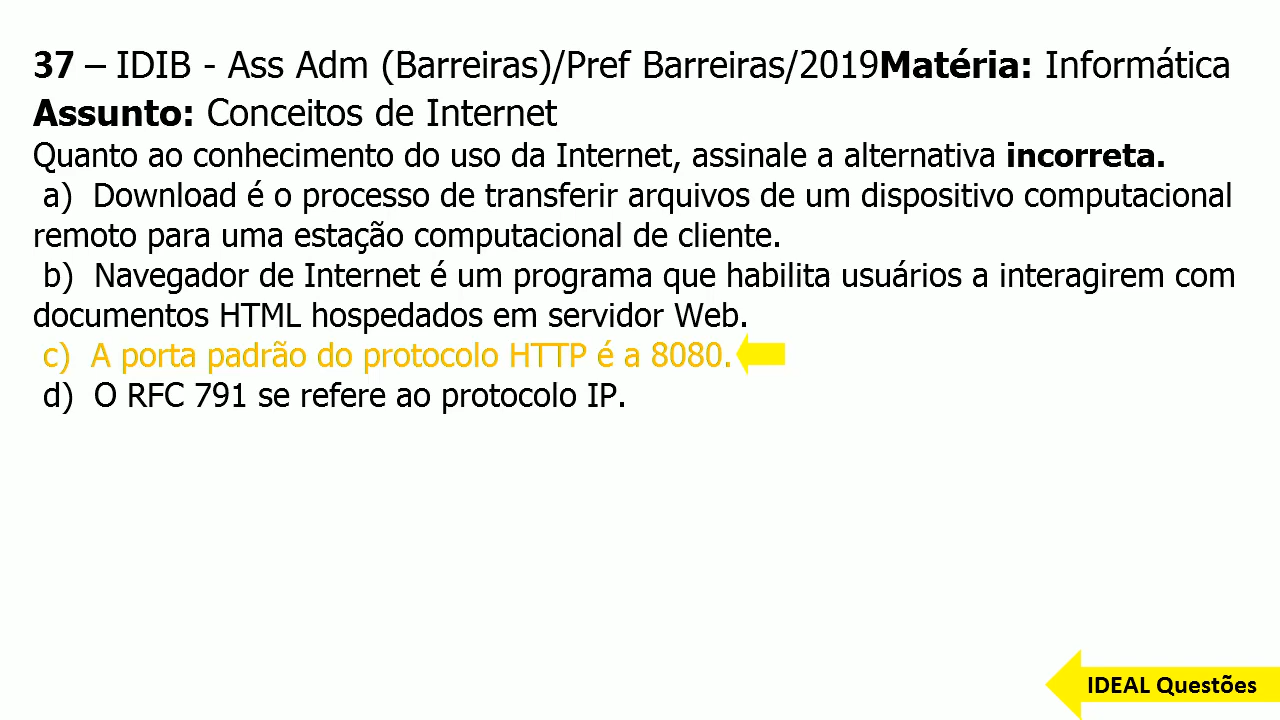 37 – IDIB - Ass Adm (Barreiras)/Pref Barreiras/2019Matéria: Informática
Assunto: Conceitos de Internet
Quanto ao conhecimento do uso da Internet, assinale a alternativa incorreta.
a) Download é o processo de transferir arquivos de um dispositivo computacional
remoto para uma estação computacional de cliente.
b) Navegador de Internet é um programa que habilita usuários a interagirem com
documentos HTML hospedados em servidor Web.
c) A porta padrão do protocolo HTTP é a 8080.
d) O RFC 791 se refere ao protocolo IP.
IDEAL Questões